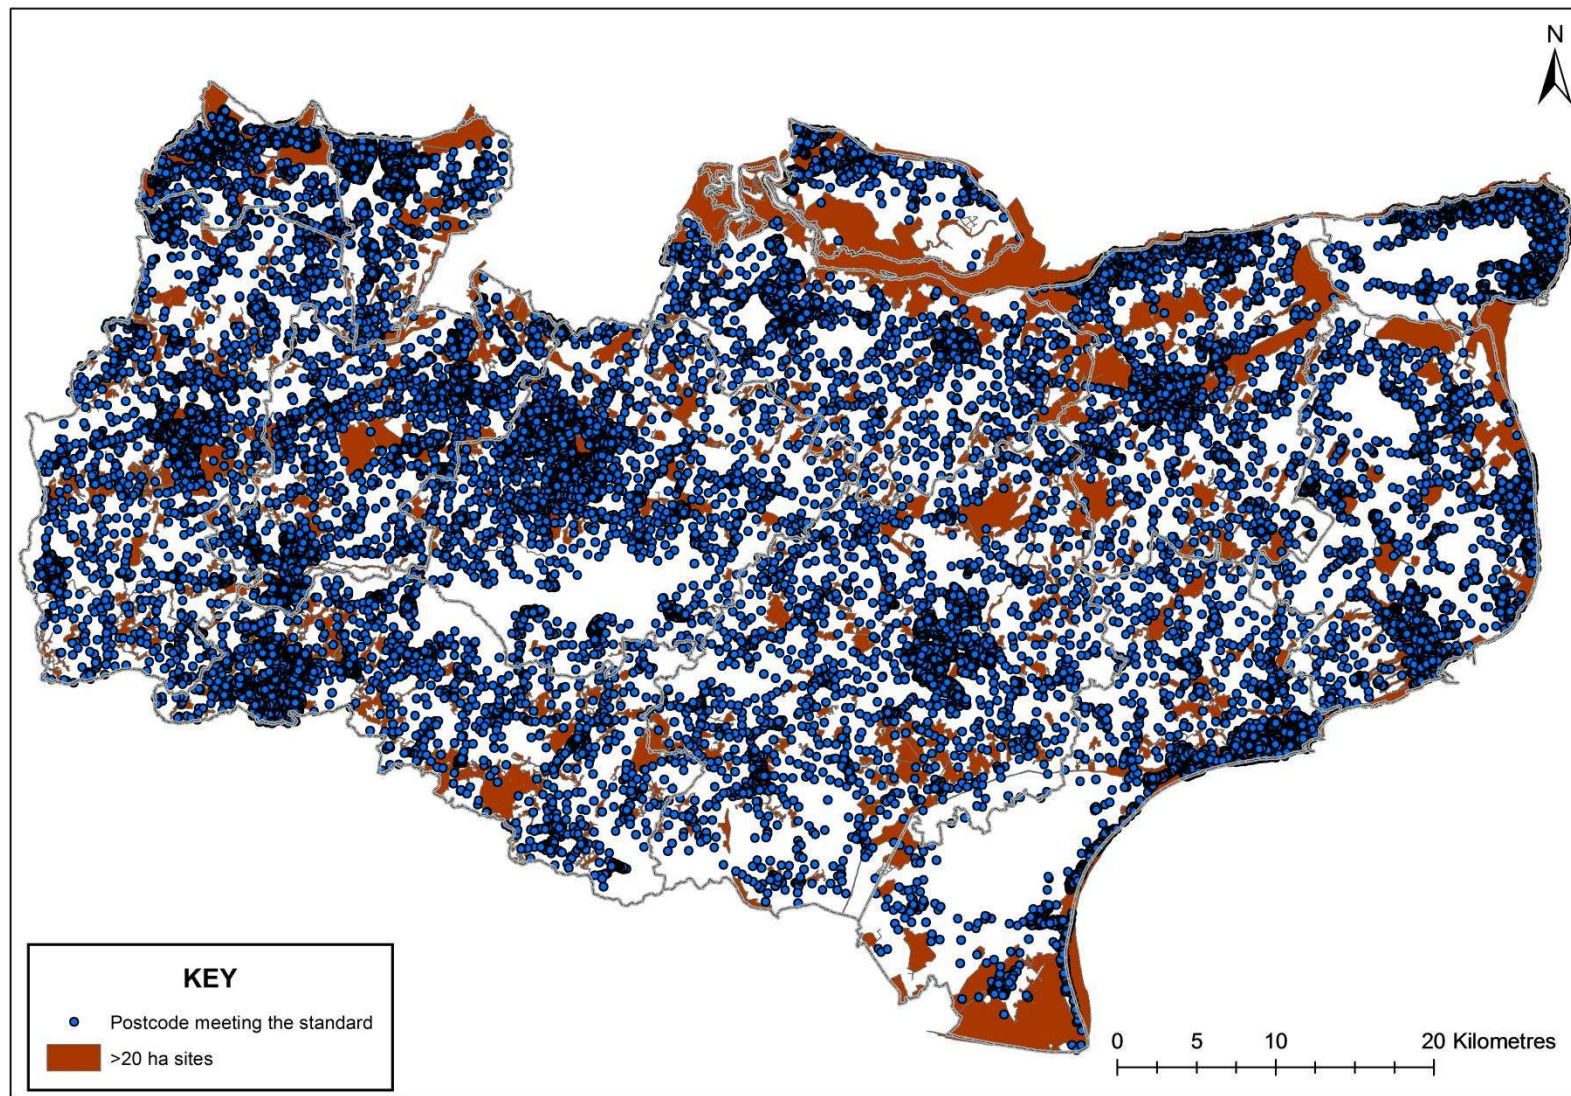 N
KEY
Postcode meeting the standard
>20 ha sites
0 5 10 20 Kilometres